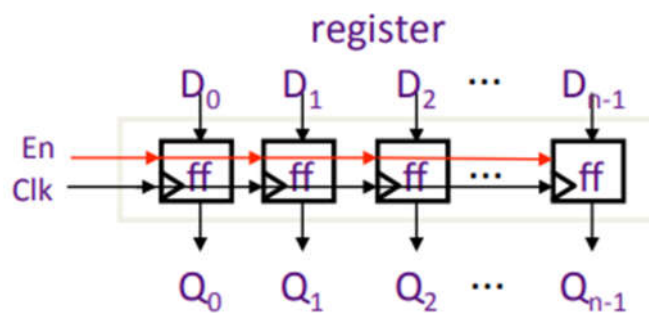 register
D₀ D₁ D₂ ... Dₙ₋₁
En
ff ff ff ff
Clk ...
Q₀ Q₁ Q₂ ... Qₙ₋₁